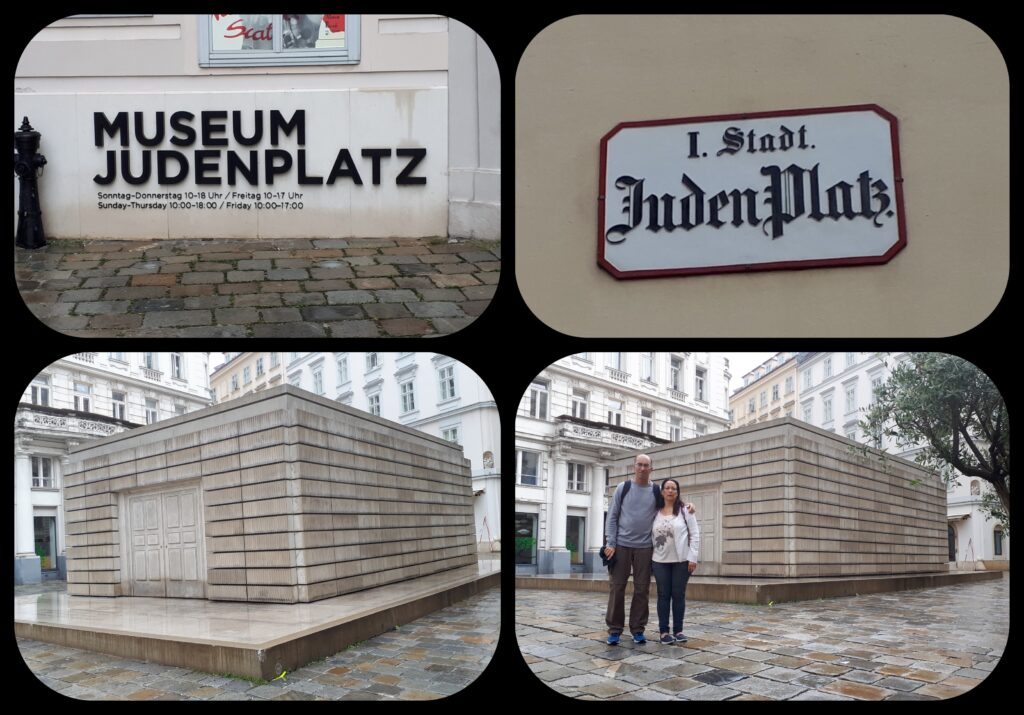 Scat
MUSEUM
JUDENPLATZ
Sonntag–Donnerstag 10–18 Uhr / Freitag 10–17 Uhr
Sunday–Thursday 10:00–18:00 / Friday 10:00–17:00
I. Stadt.
JudenPlatz.